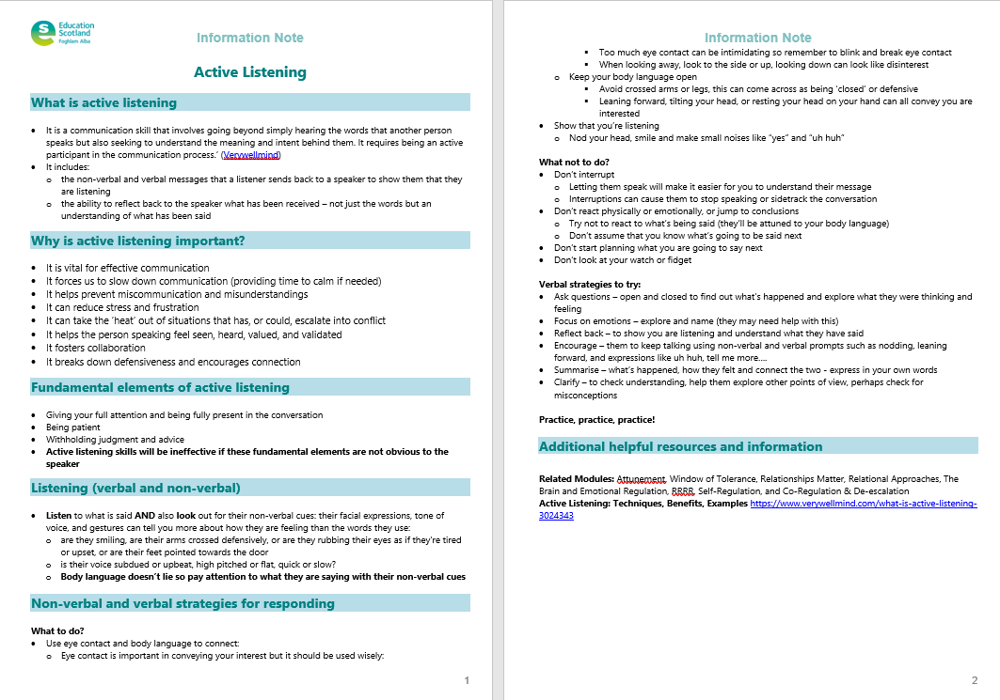 Education
Scotland
Foghlam Alba
Information Note
Active Listening
What is active listening
• It is a communication skill that involves going beyond simply hearing the words that another person
speaks but also seeking to understand the meaning and intent behind them. It requires being an active
participant in the communication process.’ (Verywellmind)
• It includes:
o the non-verbal and verbal messages that a listener sends back to a speaker to show them that they
are listening
o the ability to reflect back to the speaker what has been received – not just the words but an
understanding of what has been said
Why is active listening important?
• It is vital for effective communication
• It forces us to slow down communication (providing time to calm if needed)
• It helps prevent miscommunication and misunderstandings
• It can reduce stress and frustration
• It can take the ‘heat’ out of situations that has, or could, escalate into conflict
• It helps the person speaking feel seen, heard, valued, and validated
• It fosters collaboration
• It breaks down defensiveness and encourages connection
Fundamental elements of active listening
• Giving your full attention and being fully present in the conversation
• Being patient
• Withholding judgment and advice
• Active listening skills will be ineffective if these fundamental elements are not obvious to the
speaker
Listening (verbal and non-verbal)
• Listen to what is said AND also look out for their non-verbal cues: their facial expressions, tone of
voice, and gestures can tell you more about how they are feeling than the words they use:
o are they smiling, are their arms crossed defensively, or are they rubbing their eyes as if they’re tired
or upset, or are their feet pointed towards the door
o is their voice subdued or upbeat, high pitched or flat, quick or slow?
o Body language doesn’t lie so pay attention to what they are saying with their non-verbal cues
Non-verbal and verbal strategies for responding
What to do?
• Use eye contact and body language to connect:
o Eye contact is important in conveying your interest but it should be used wisely:
1
Information Note
▪ Too much eye contact can be intimidating so remember to blink and break eye contact
▪ When looking away, look to the side or up, looking down can look like disinterest
o Keep your body language open
▪ Avoid crossed arms or legs, this can come across as being ‘closed’ or defensive
▪ Leaning forward, tilting your head, or resting your head on your hand can all convey you are
interested
• Show that you’re listening
o Nod your head, smile and make small noises like “yes” and “uh huh”
What not to do?
• Don’t interrupt
o Letting them speak will make it easier for you to understand their message
o Interruptions can cause them to stop speaking or sidetrack the conversation
• Don’t react physically or emotionally, or jump to conclusions
o Try not to react to what’s being said (they’ll be attuned to your body language)
o Don’t assume that you know what’s going to be said next
• Don’t start planning what you are going to say next
• Don’t look at your watch or fidget
Verbal strategies to try:
• Ask questions – open and closed to find out what’s happened and explore what they were thinking and
feeling
• Focus on emotions – explore and name (they may need help with this)
• Reflect back – to show you are listening and understand what they have said
• Encourage – them to keep talking using non-verbal and verbal prompts such as nodding, leaning
forward, and expressions like uh huh, tell me more….
• Summarise – what’s happened, how they felt and connect the two - express in your own words
• Clarify – to check understanding, help them explore other points of view, perhaps check for
misconceptions
Practice, practice, practice!
Additional helpful resources and information
Related Modules: Attunement, Window of Tolerance, Relationships Matter, Relational Approaches, The
Brain and Emotional Regulation, RRRR, Self-Regulation, and Co-Regulation & De-escalation
Active Listening: Techniques, Benefits, Examples https://www.verywellmind.com/what-is-active-listening-
3024343
2